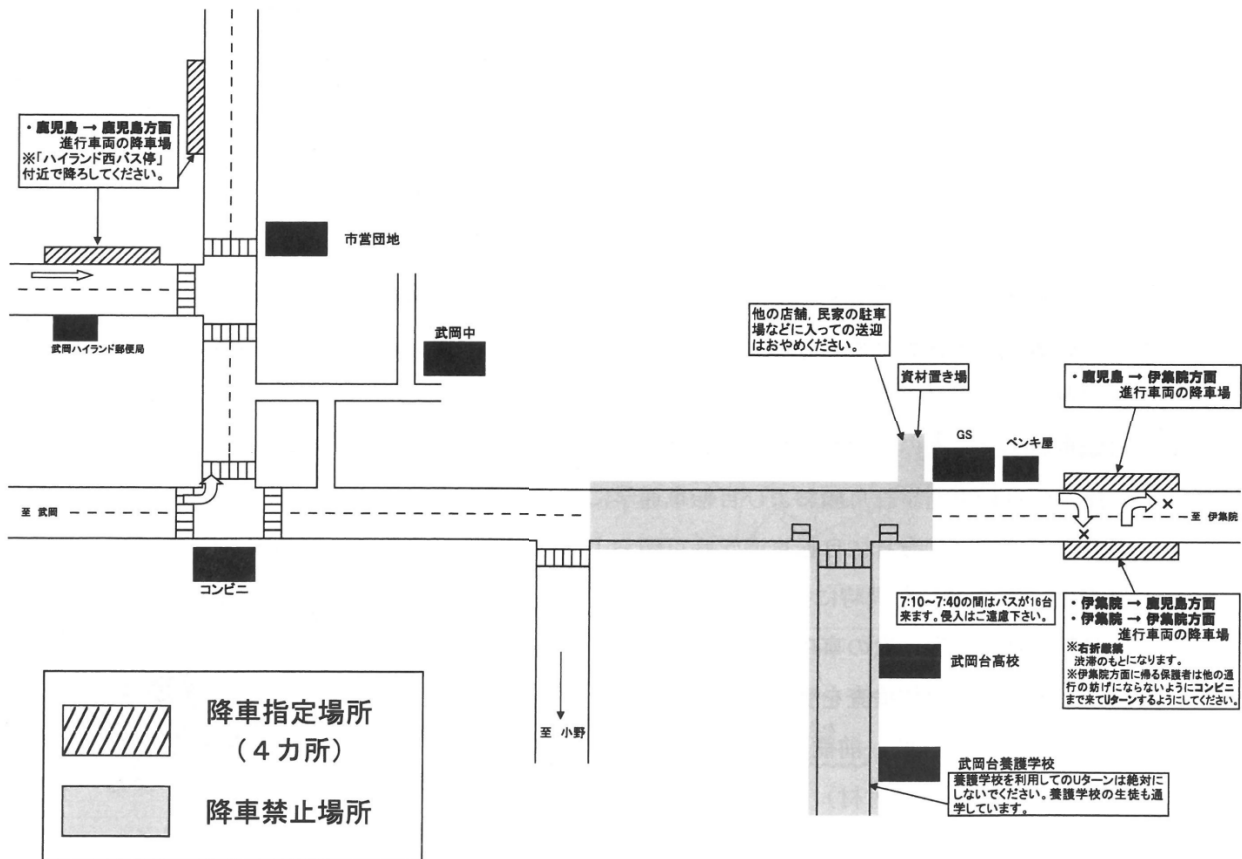 ・鹿児島 → 鹿児島方面
進行車両の降車場
※「ハイランド西バス停」
付近で降ろしてください。
市営団地
武岡ハイランド郵便局
武岡中
他の店舗，民家の駐車
場などに入っての送迎
はおやめください。
資材置き場
・鹿児島 → 伊集院方面
進行車両の降車場
GS
ペンキ屋
至 武岡
至 伊集院
コンビニ
7:10～7:40の間はバスが16台
来ます。侵入はご遠慮下さい。
・伊集院 → 鹿児島方面
・伊集院 → 伊集院方面
進行車両の降車場
※右折厳禁
渋滞のもとになります。
※伊集院方面に帰る保護者は他の通
行の妨げにならないようにコンビニ
まで来てUターンするようにしてください。
武岡台高校
至 小野
武岡台養護学校
養護学校を利用してのUターンは絶対に
しないでください。養護学校の生徒も通
学しています。
降車指定場所
（４カ所）
降車禁止場所